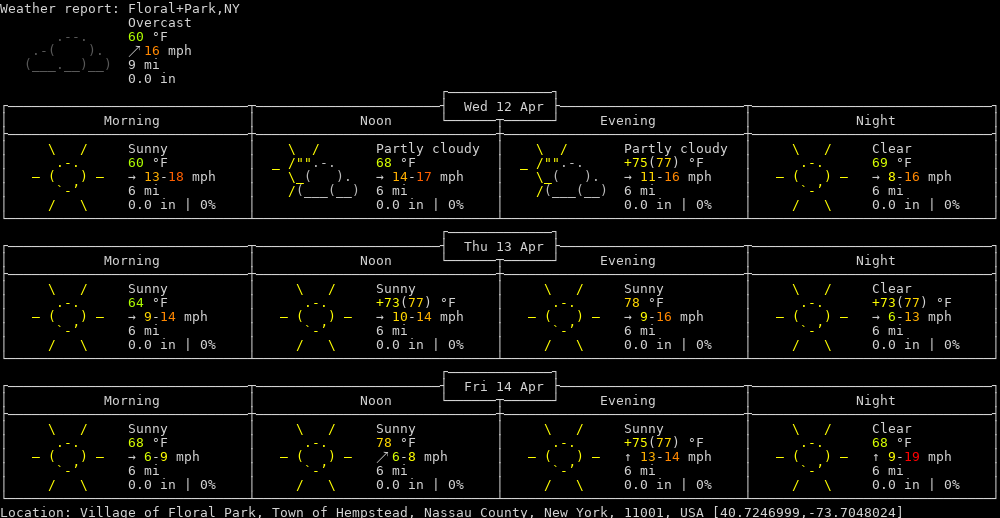 Weather report: Floral+Park,NY
Overcast
60 °F
↗ 16 mph
9 mi
0.0 in
Wed 12 Apr
Morning Noon Evening Night
Sunny Partly cloudy Partly cloudy Clear
60 °F 68 °F +75(77) °F 69 °F
→ 13-18 mph → 14-17 mph → 11-16 mph → 8-16 mph
6 mi 6 mi 6 mi 6 mi
0.0 in | 0% 0.0 in | 0% 0.0 in | 0% 0.0 in | 0%
Thu 13 Apr
Morning Noon Evening Night
Sunny Sunny Sunny Clear
64 °F +73(77) °F 78 °F +73(77) °F
→ 9-14 mph → 10-14 mph → 9-16 mph → 6-13 mph
6 mi 6 mi 6 mi 6 mi
0.0 in | 0% 0.0 in | 0% 0.0 in | 0% 0.0 in | 0%
Fri 14 Apr
Morning Noon Evening Night
Sunny Sunny Sunny Clear
68 °F 78 °F +75(77) °F 68 °F
→ 6-9 mph ↗ 6-8 mph ↑ 13-14 mph ↑ 9-19 mph
6 mi 6 mi 6 mi 6 mi
0.0 in | 0% 0.0 in | 0% 0.0 in | 0% 0.0 in | 0%
Location: Village of Floral Park, Town of Hempstead, Nassau County, New York, 11001, USA [40.7246999,-73.7048024]